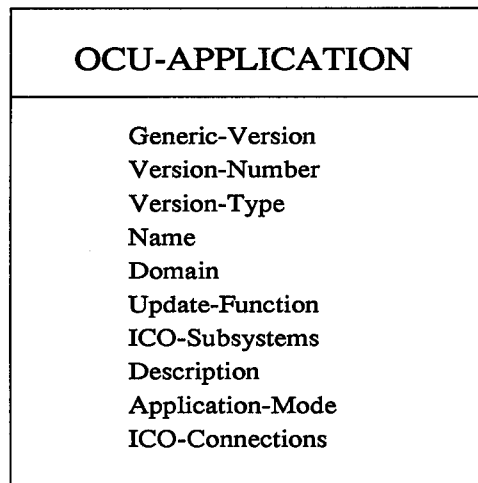 OCU-APPLICATION
Generic-Version
Version-Number
Version-Type
Name
Domain
Update-Function
ICO-Subsystems
Description
Application-Mode
ICO-Connections